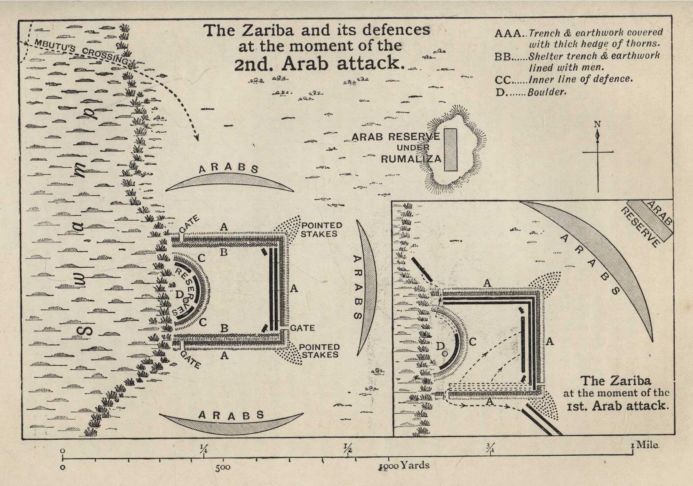 The Zariba and its defences
at the moment of the
2nd. Arab attack.
AAA.. Trench & earthwork covered
with thick hedge of thorns.
BB..... Shelter trench & earthwork
lined with men.
CC...... Inner line of defence.
D....... Boulder.
MBUTU'S CROSSING
Swamp
N
ARAB RESERVE
UNDER
RUMALIZA
ARABS
GATE
A
POINTED
STAKES
B
C
RESERVES
D
A
ARABS
C
B
GATE
A
POINTED
STAKES
GATE
ARABS
ARAB
RESERVE
ARABS
A
D
C
A
A
The Zariba
at the moment of the
1st. Arab attack.
0
¼
½
¾
1 Mile
0
500
1000 Yards